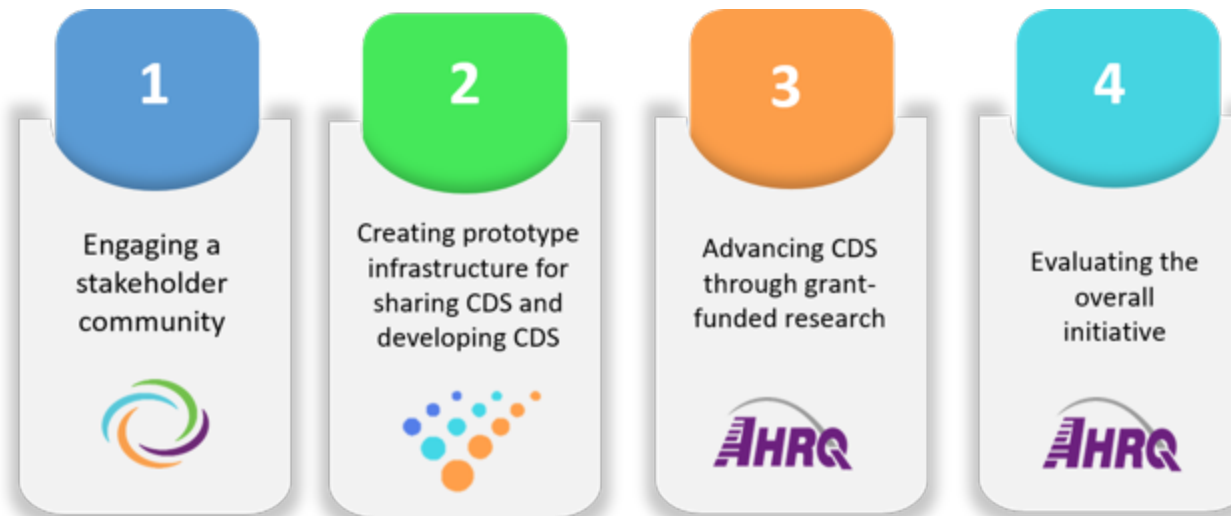 1
Engaging a
stakeholder
community
2
Creating prototype
infrastructure for
sharing CDS and
developing CDS
3
Advancing CDS
through grant-
funded research
AHRQ
4
Evaluating the
overall
initiative
AHRQ